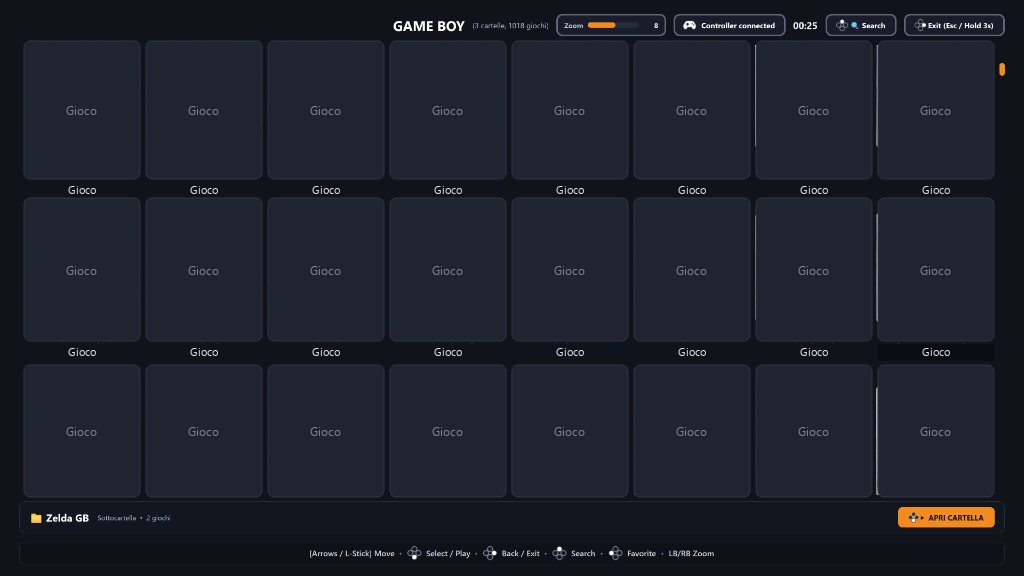 GAME BOY (3 cartelle, 1018 giochi) Zoom 8 Controller connected 00:25 Search Exit (Esc / Hold 3s)
Gioco Gioco Gioco Gioco Gioco Gioco Gioco Gioco
Gioco Gioco Gioco Gioco Gioco Gioco Gioco Gioco
Gioco Gioco Gioco Gioco Gioco Gioco Gioco Gioco
Gioco Gioco Gioco Gioco Gioco Gioco Gioco Gioco
Gioco Gioco Gioco Gioco Gioco Gioco Gioco Gioco
Zelda GB Sottocartella • 2 giochi APRI CARTELLA
[Arrows / L-Stick] Move • Select / Play • Back / Exit • Search • Favorite • LB/RB Zoom